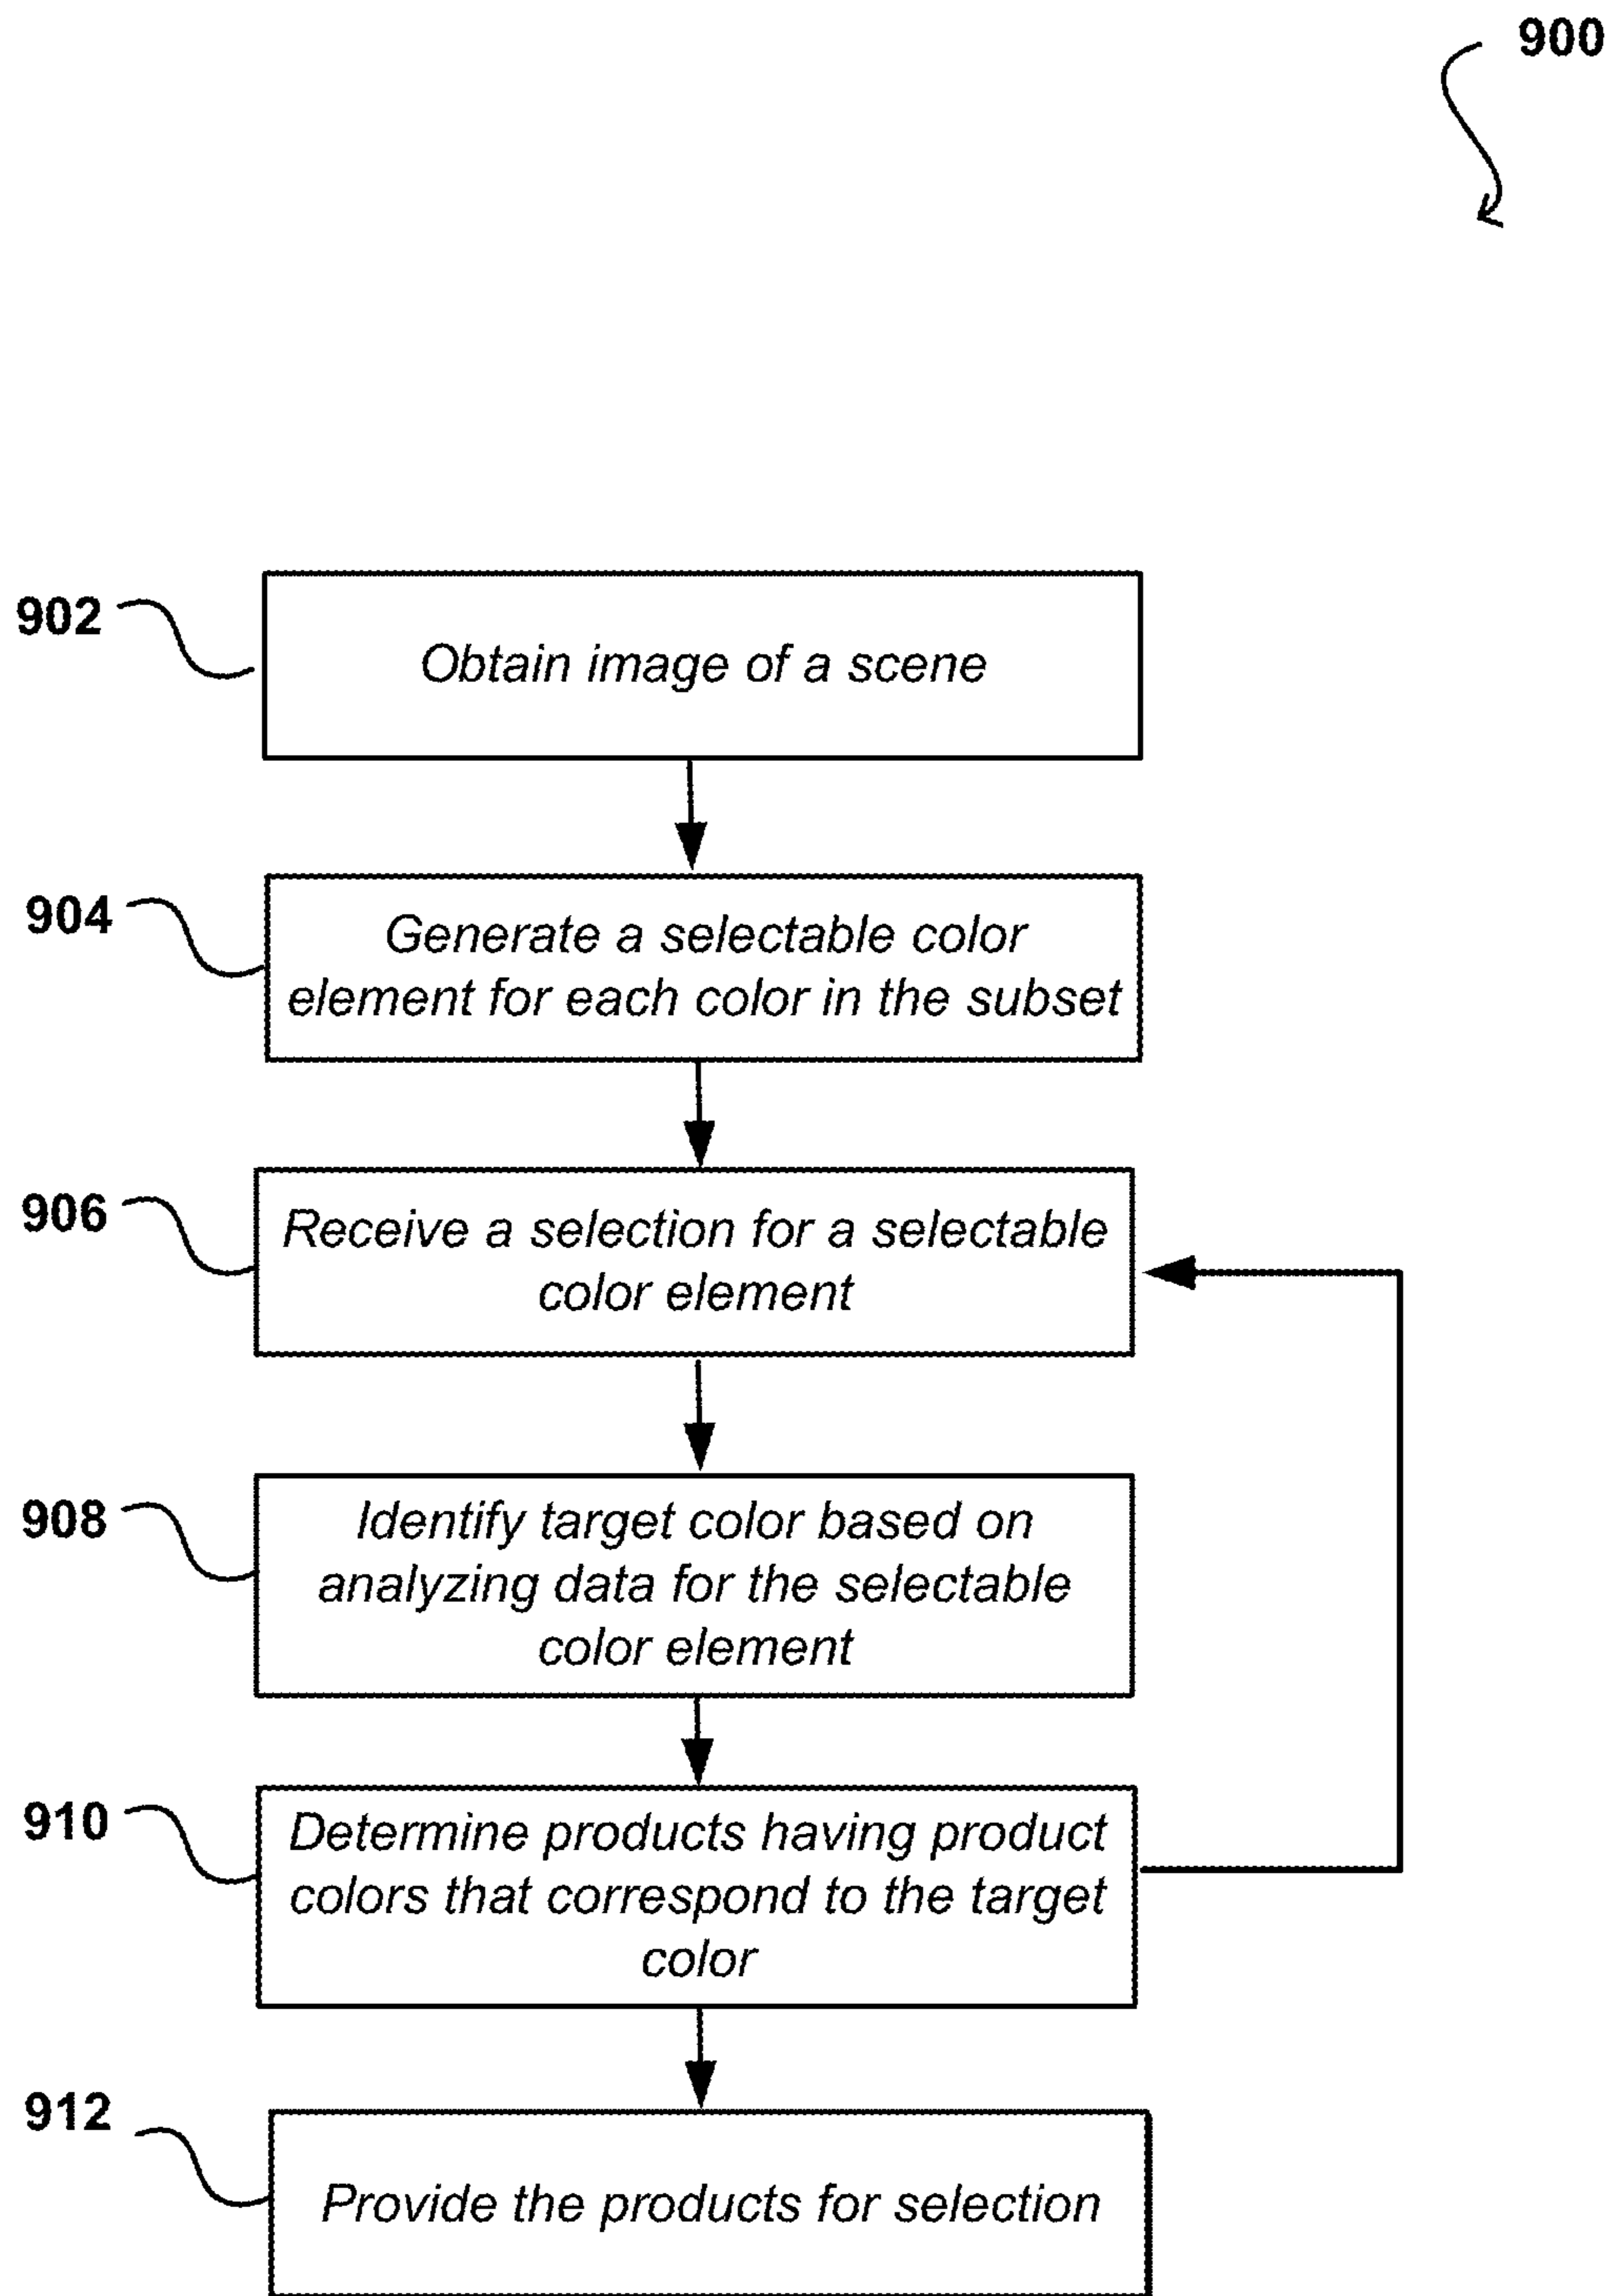 900
902
Obtain image of a scene
904
Generate a selectable color
element for each color in the subset
906
Receive a selection for a selectable
color element
908
Identify target color based on
analyzing data for the selectable
color element
910
Determine products having product
colors that correspond to the target
color
912
Provide the products for selection